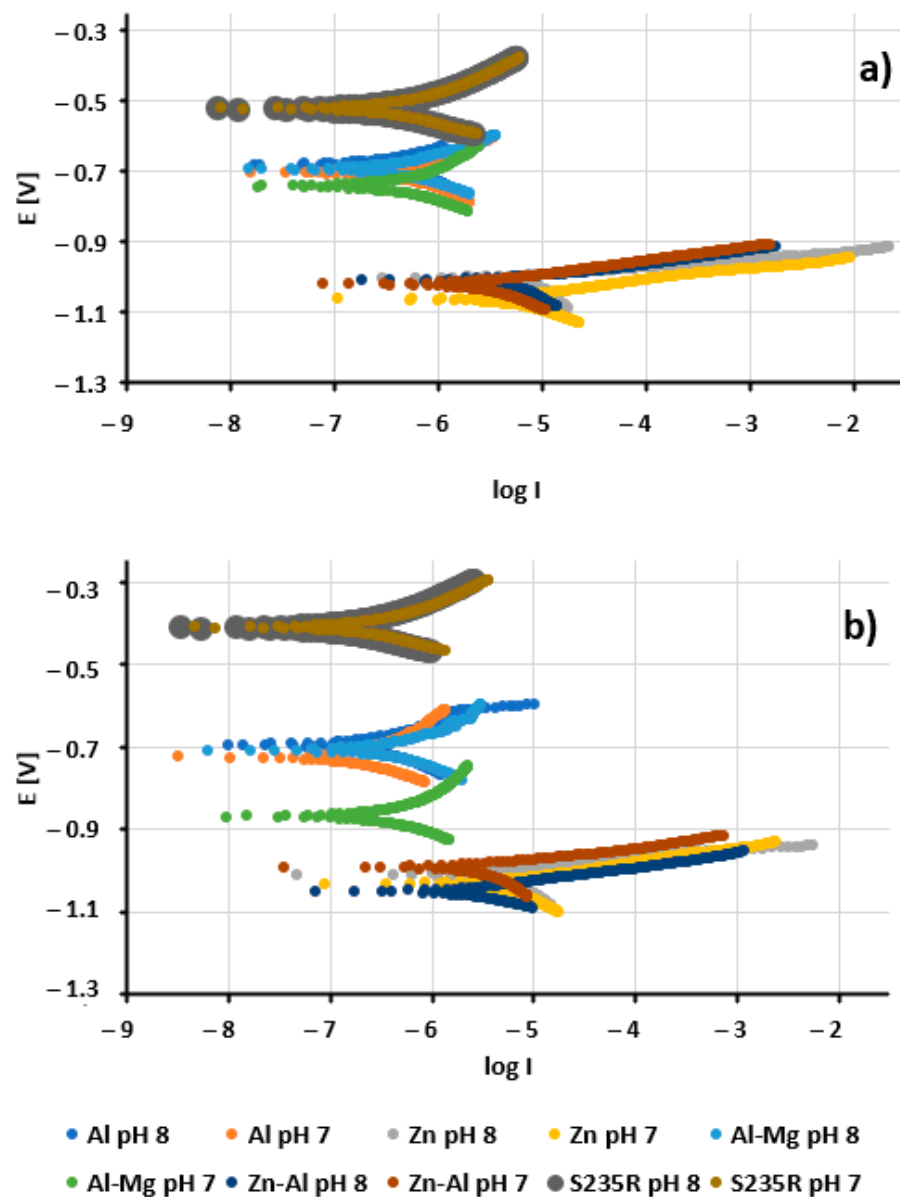 a)
E [V]
– 0.3
– 0.5
– 0.7
– 0.9
– 1.1
– 1.3
– 9 – 8 – 7 – 6 – 5 – 4 – 3 – 2
log I
b)
E [V]
– 0.3
– 0.5
– 0.7
– 0.9
– 1.1
– 1.3
– 9 – 8 – 7 – 6 – 5 – 4 – 3 – 2
log I
Al pH 8 Al pH 7 Zn pH 8 Zn pH 7 Al-Mg pH 8
Al-Mg pH 7 Zn-Al pH 8 Zn-Al pH 7 S235R pH 8 S235R pH 7